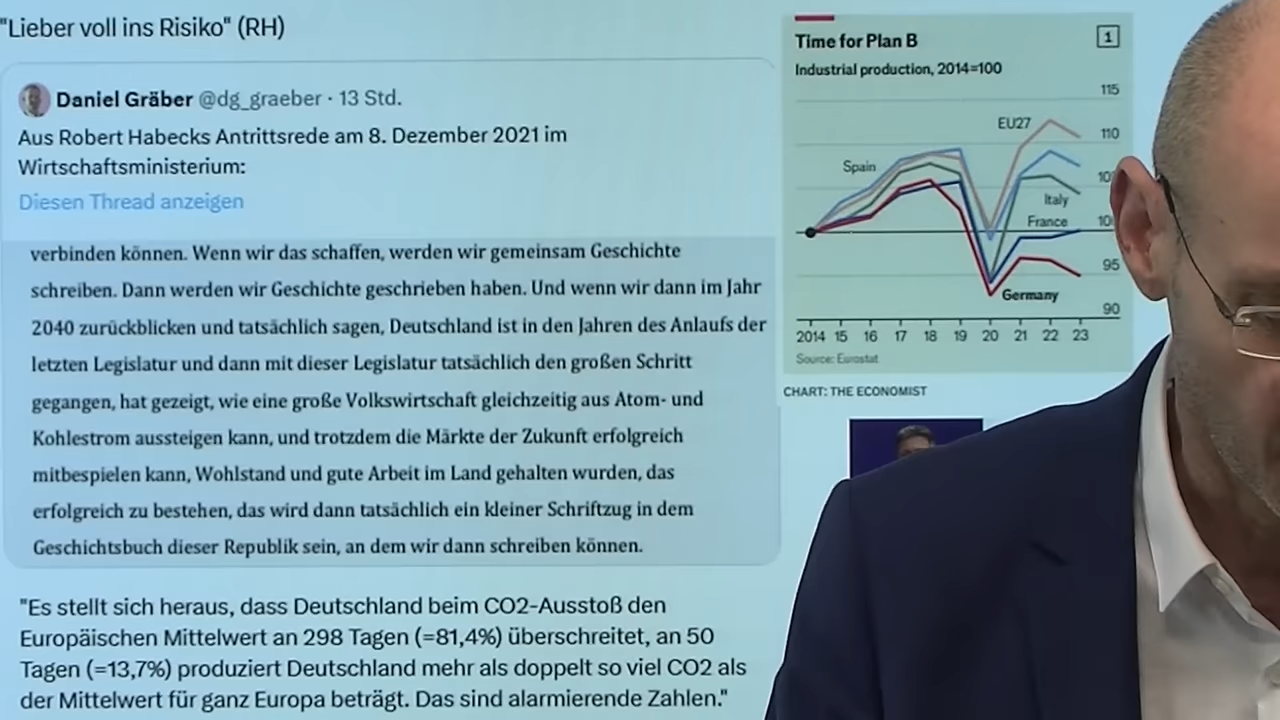 "Lieber voll ins Risiko" (RH)
Daniel Gräber @dg_graeber · 13 Std.
Aus Robert Habecks Antrittsrede am 8. Dezember 2021 im
Wirtschaftsministerium:
Diesen Thread anzeigen
verbinden können. Wenn wir das schaffen, werden wir gemeinsam Geschichte
schreiben. Dann werden wir Geschichte geschrieben haben. Und wenn wir dann im Jahr
2040 zurückblicken und tatsächlich sagen, Deutschland ist in den Jahren des Anlaufs der
letzten Legislatur und dann mit dieser Legislatur tatsächlich den großen Schritt
gegangen, hat gezeigt, wie eine große Volkswirtschaft gleichzeitig aus Atom- und
Kohlestrom aussteigen kann, und trotzdem die Märkte der Zukunft erfolgreich
mitbespielen kann, Wohlstand und gute Arbeit im Land gehalten wurden, das
erfolgreich zu bestehen, das wird dann tatsächlich ein kleiner Schriftzug in dem
Geschichtsbuch dieser Republik sein, an dem wir dann schreiben können.
"Es stellt sich heraus, dass Deutschland beim CO2-Ausstoß den
Europäischen Mittelwert an 298 Tagen (=81,4%) überschreitet, an 50
Tagen (=13,7%) produziert Deutschland mehr als doppelt so viel CO2 als
der Mittelwert für ganz Europa beträgt. Das sind alarmierende Zahlen."
Time for Plan B
1
Industrial production, 2014=100
115
EU27
110
Spain
10
Italy
France
10
95
Germany
90
2014 15 16 17 18 19 20 21 22 23
Source: Eurostat
CHART: THE ECONOMIST